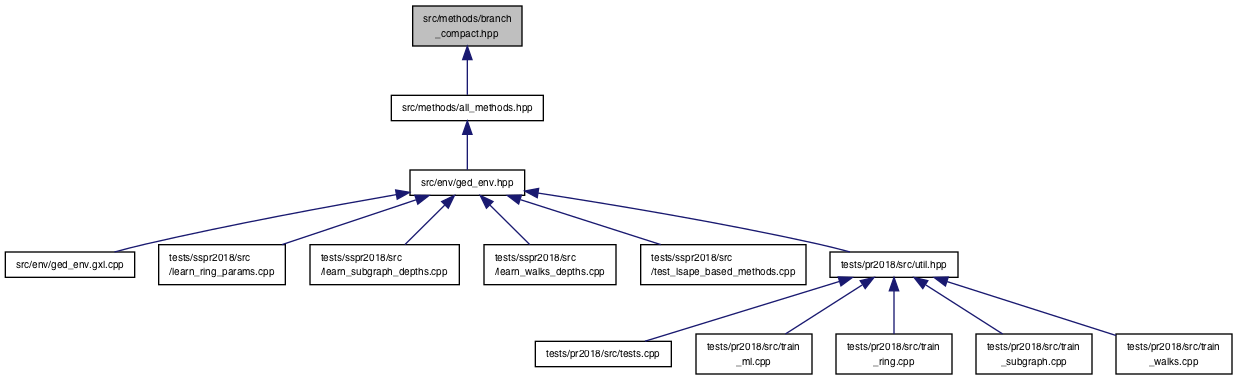 src/methods/branch
_compact.hpp
src/methods/all_methods.hpp
src/env/ged_env.hpp
src/env/ged_env.gxl.cpp
tests/sspr2018/src
/learn_ring_params.cpp
tests/sspr2018/src
/learn_subgraph_depths.cpp
tests/sspr2018/src
/learn_walks_depths.cpp
tests/sspr2018/src
/test_lsape_based_methods.cpp
tests/pr2018/src/util.hpp
tests/pr2018/src/tests.cpp
tests/pr2018/src/train
_ml.cpp
tests/pr2018/src/train
_ring.cpp
tests/pr2018/src/train
_subgraph.cpp
tests/pr2018/src/train
_walks.cpp